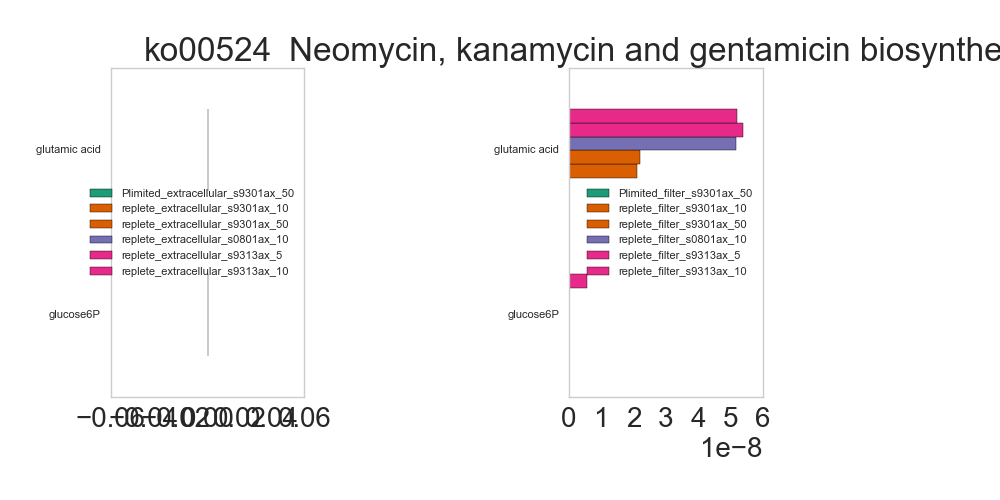 ko00524  Neomycin, kanamycin and gentamicin biosynthe
glutamic acid
glucose6P
Plimited_extracellular_s9301ax_50
replete_extracellular_s9301ax_10
replete_extracellular_s9301ax_50
replete_extracellular_s0801ax_10
replete_extracellular_s9313ax_5
replete_extracellular_s9313ax_10
−0.06−0.04−0.020.000.020.040.06
glutamic acid
glucose6P
Plimited_filter_s9301ax_50
replete_filter_s9301ax_10
replete_filter_s9301ax_50
replete_filter_s0801ax_10
replete_filter_s9313ax_5
replete_filter_s9313ax_10
0 1 2 3 4 5 6
1e−8